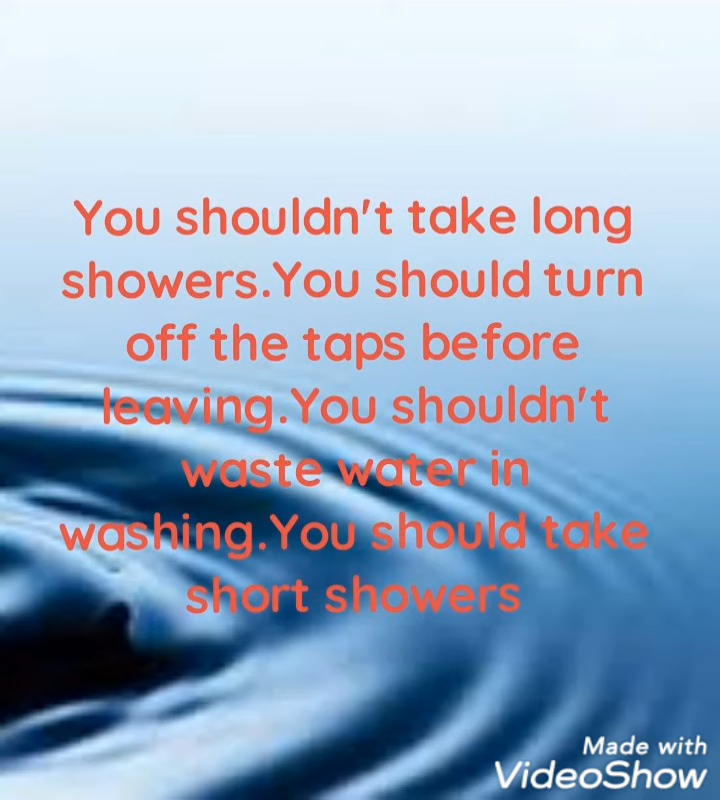 You shouldn't take long
showers.You should turn
off the taps before
leaving.You shouldn't
waste water in
washing.You should take
short showers
Made with
VideoShow